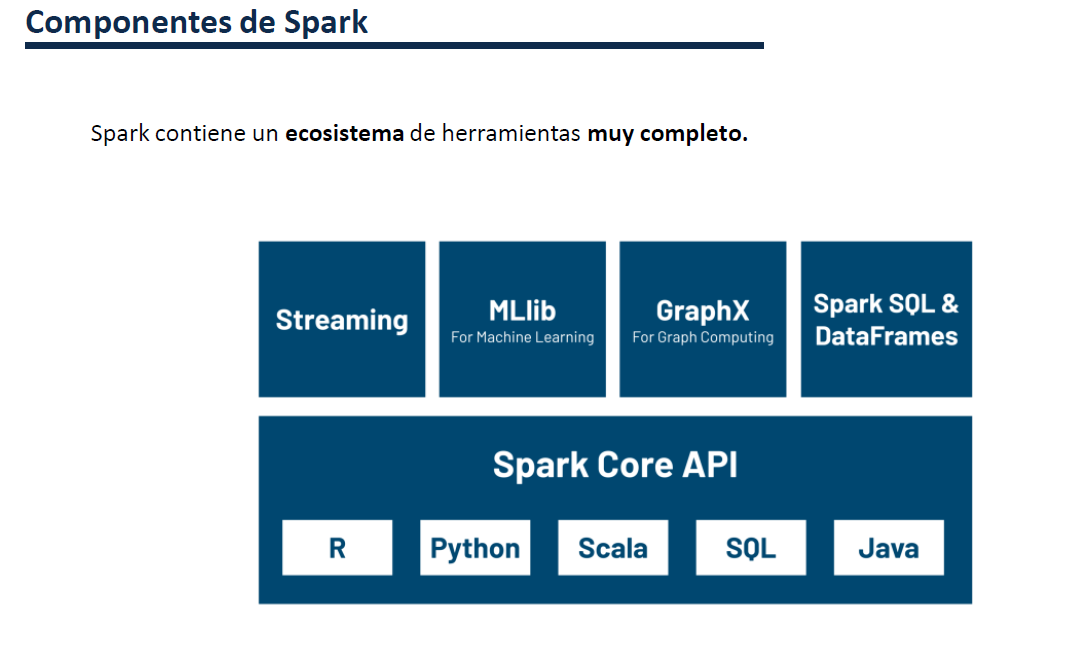 Componentes de Spark
Spark contiene un ecosistema de herramientas muy completo.
Streaming
MLlib
For Machine Learning
GraphX
For Graph Computing
Spark SQL &
DataFrames
Spark Core API
R
Python
Scala
SQL
Java